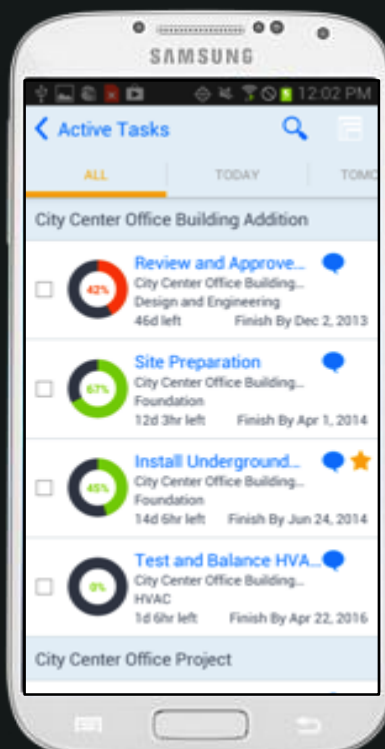 SAMSUNG
12:02 PM
Active Tasks
ALL TODAY TOMO
City Center Office Building Addition
Review and Approve...
42%
City Center Office Building...
Design and Engineering
46d left Finish By Dec 2, 2013
Site Preparation
67%
City Center Office Building...
Foundation
12d 3hr left Finish By Apr 1, 2014
Install Underground...
45%
City Center Office Building...
Foundation
14d 6hr left Finish By Jun 24, 2014
Test and Balance HVA...
0%
City Center Office Building...
HVAC
1d 6hr left Finish By Apr 22, 2016
City Center Office Project